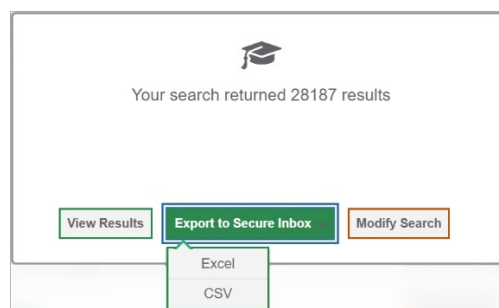 Your search returned 28187 results
View Results Export to Secure Inbox Modify Search
Excel
CSV